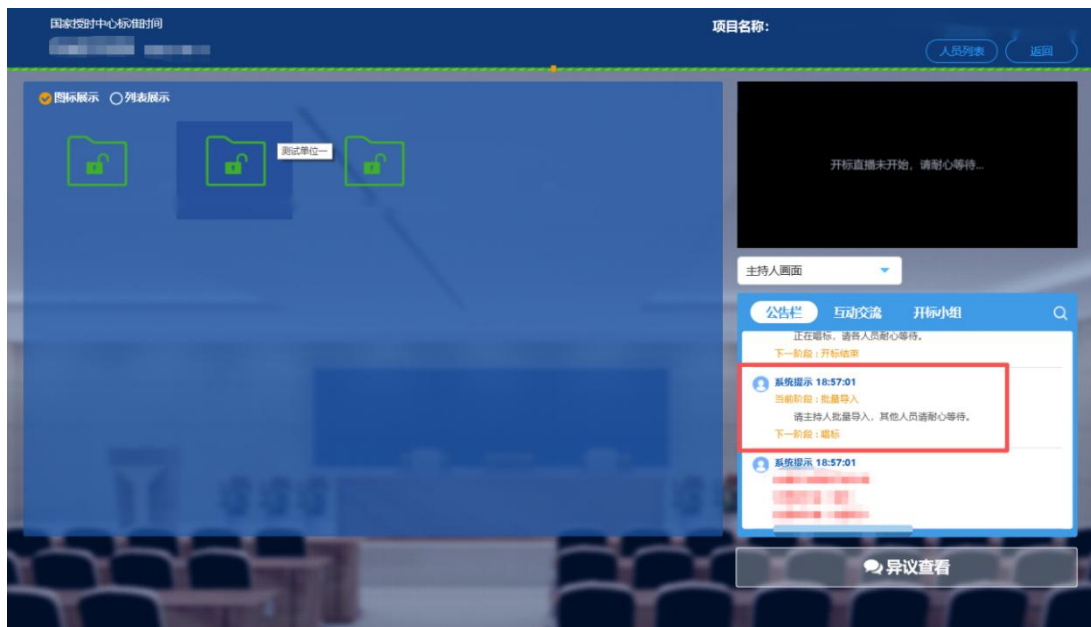 国家授时中心标准时间
项目名称:
人员列表
返回
图标展示 列表展示
测试单位一
开标直播未开始，请耐心等待...
主持人画面
公告栏 互动交流 开标小组
正在唱标，请各人员耐心等待。
下一阶段：开标结束
系统提示 18:57:01
当前阶段：批量导入
请主持人批量导入，其他人员请耐心等待。
下一阶段：唱标
系统提示 18:57:01
异议查看